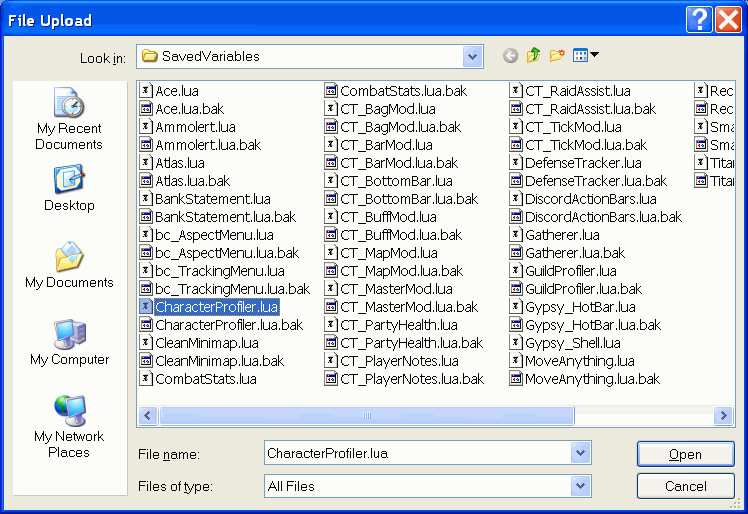 File Upload
Look in:
SavedVariables
My Recent
Documents
Desktop
My Documents
My Computer
My Network
Places
Ace.lua
Ace.lua.bak
Ammolert.lua
Ammolert.lua.bak
Atlas.lua
Atlas.lua.bak
BankStatement.lua
BankStatement.lua.bak
bc_AspectMenu.lua
bc_AspectMenu.lua.bak
bc_TrackingMenu.lua
bc_TrackingMenu.lua.bak
CharacterProfiler.lua
CharacterProfiler.lua.bak
CleanMinimap.lua
CleanMinimap.lua.bak
CombatStats.lua
CombatStats.lua.bak
CT_BagMod.lua
CT_BagMod.lua.bak
CT_BarMod.lua
CT_BarMod.lua.bak
CT_BottomBar.lua
CT_BottomBar.lua.bak
CT_BuffMod.lua
CT_BuffMod.lua.bak
CT_MapMod.lua
CT_MapMod.lua.bak
CT_MasterMod.lua
CT_MasterMod.lua.bak
CT_PartyHealth.lua
CT_PartyHealth.lua.bak
CT_PlayerNotes.lua
CT_PlayerNotes.lua.bak
CT_RaidAssist.lua
CT_RaidAssist.lua.bak
CT_TickMod.lua
CT_TickMod.lua.bak
DefenseTracker.lua
DefenseTracker.lua.bak
DiscordActionBars.lua
DiscordActionBars.lua.bak
Gatherer.lua
Gatherer.lua.bak
GuildProfiler.lua
GuildProfiler.lua.bak
Gypsy_HotBar.lua
Gypsy_HotBar.lua.bak
Gypsy_Shell.lua
MoveAnything.lua
MoveAnything.lua.bak
Rec
Rec
Sma
Sma
Titar
Titar
File name:
CharacterProfiler.lua
Open
Files of type:
All Files
Cancel